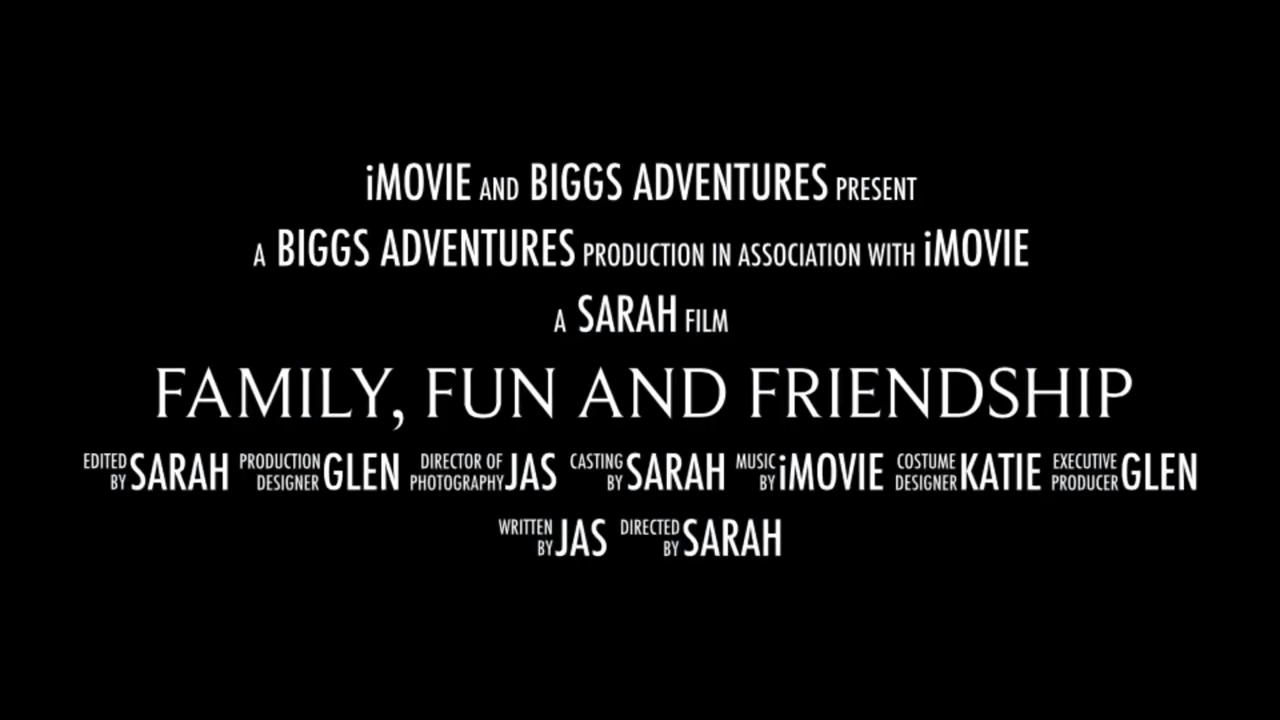 iMOVIE AND BIGGS ADVENTURES PRESENT
A BIGGS ADVENTURES PRODUCTION IN ASSOCIATION WITH iMOVIE
A SARAH FILM
FAMILY, FUN AND FRIENDSHIP
EDITED BY SARAH PRODUCTION DESIGNER GLEN DIRECTOR OF PHOTOGRAPHY JAS CASTING BY SARAH MUSIC BY iMOVIE COSTUME DESIGNER KATIE EXECUTIVE PRODUCER GLEN
WRITTEN BY JAS DIRECTED BY SARAH